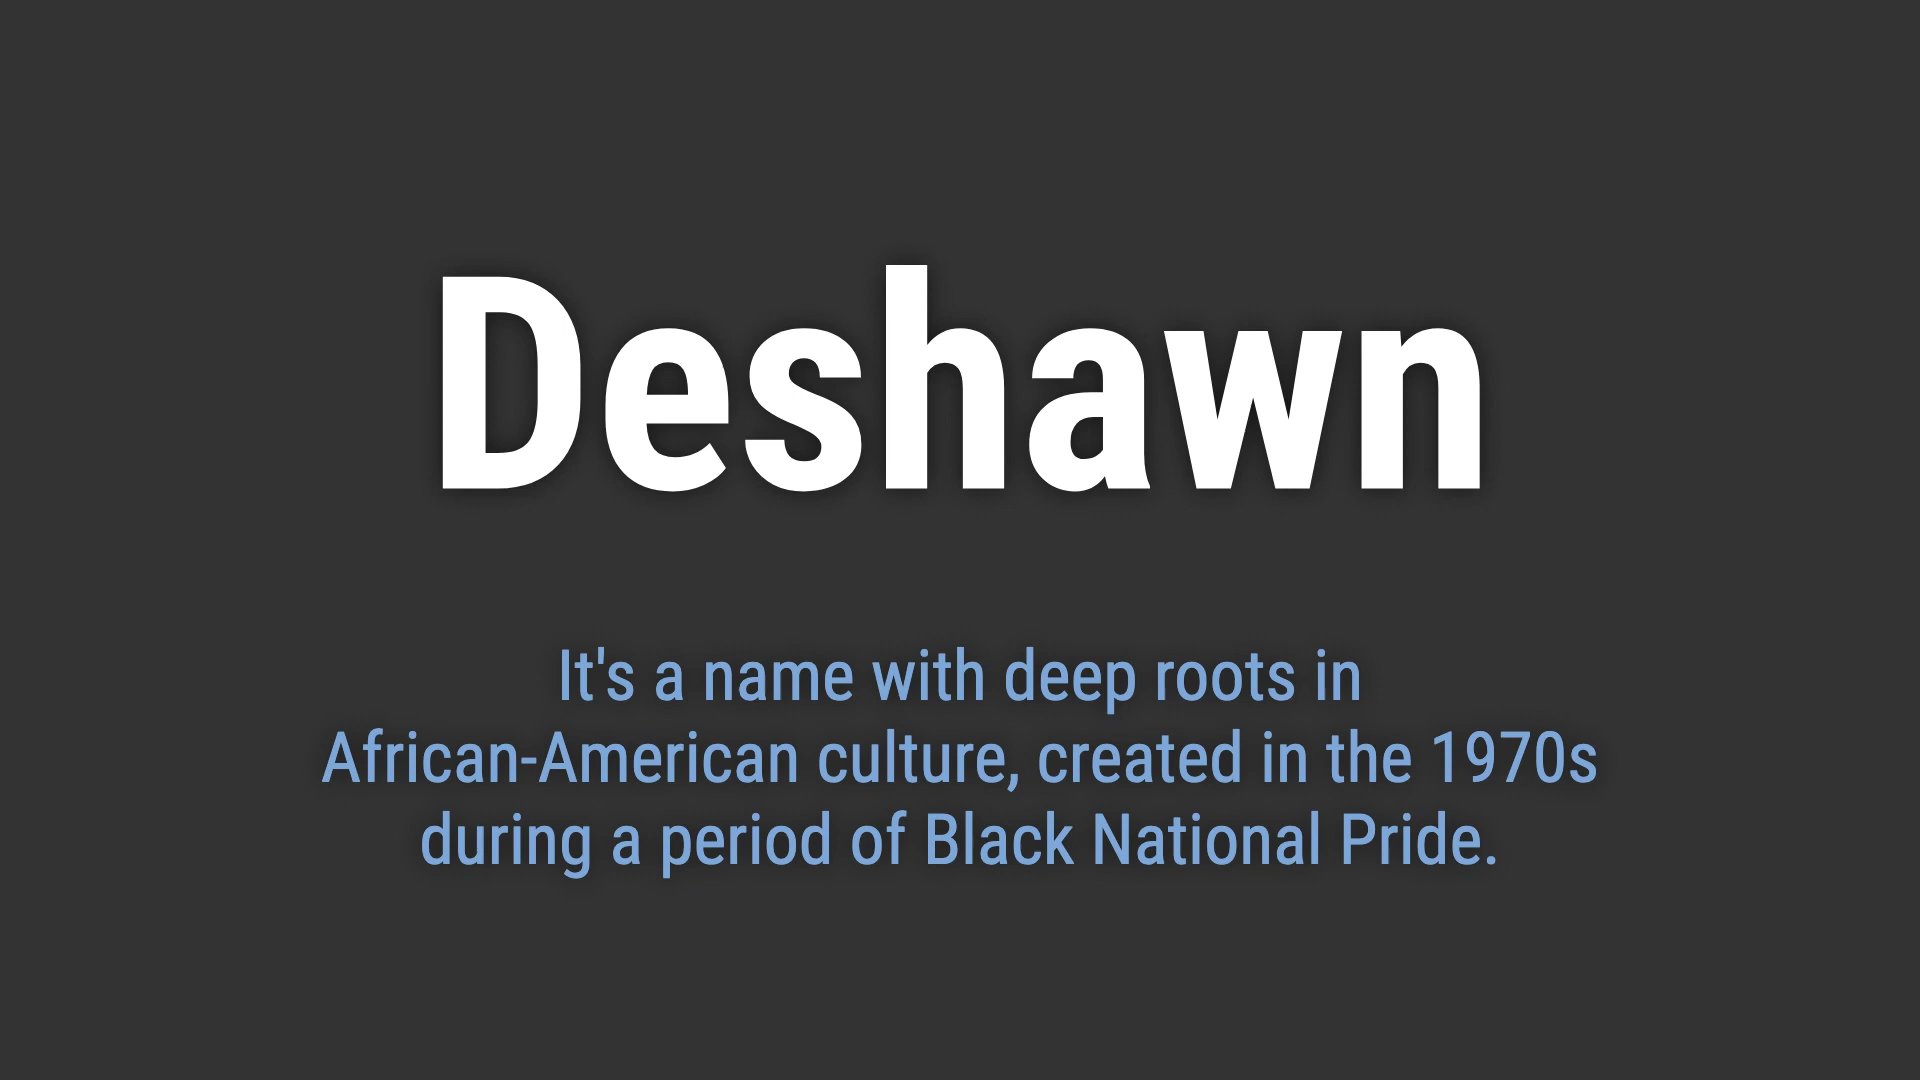 Deshawn
It's a name with deep roots in
African-American culture, created in the 1970s
during a period of Black National Pride.